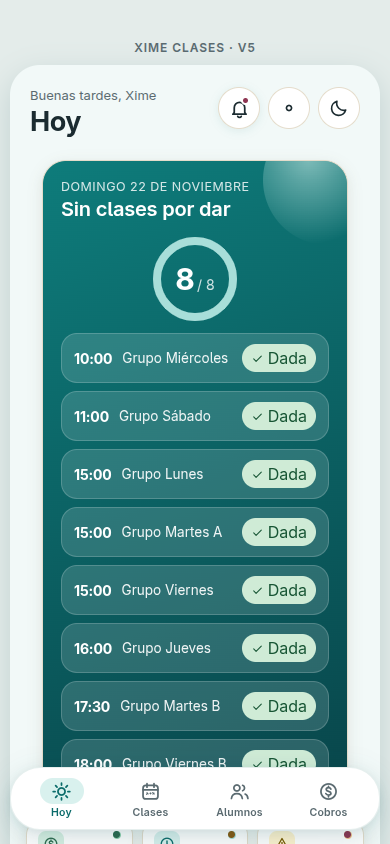 XIME CLASES · V5
Buenas tardes, Xime
Hoy
DOMINGO 22 DE NOVIEMBRE
Sin clases por dar
8 / 8
10:00 Grupo Miércoles ✓ Dada
11:00 Grupo Sábado ✓ Dada
15:00 Grupo Lunes ✓ Dada
15:00 Grupo Martes A ✓ Dada
15:00 Grupo Viernes ✓ Dada
16:00 Grupo Jueves ✓ Dada
17:30 Grupo Martes B ✓ Dada
18:00 Grupo Viernes B ✓ Dada
Hoy Clases Alumnos Cobros